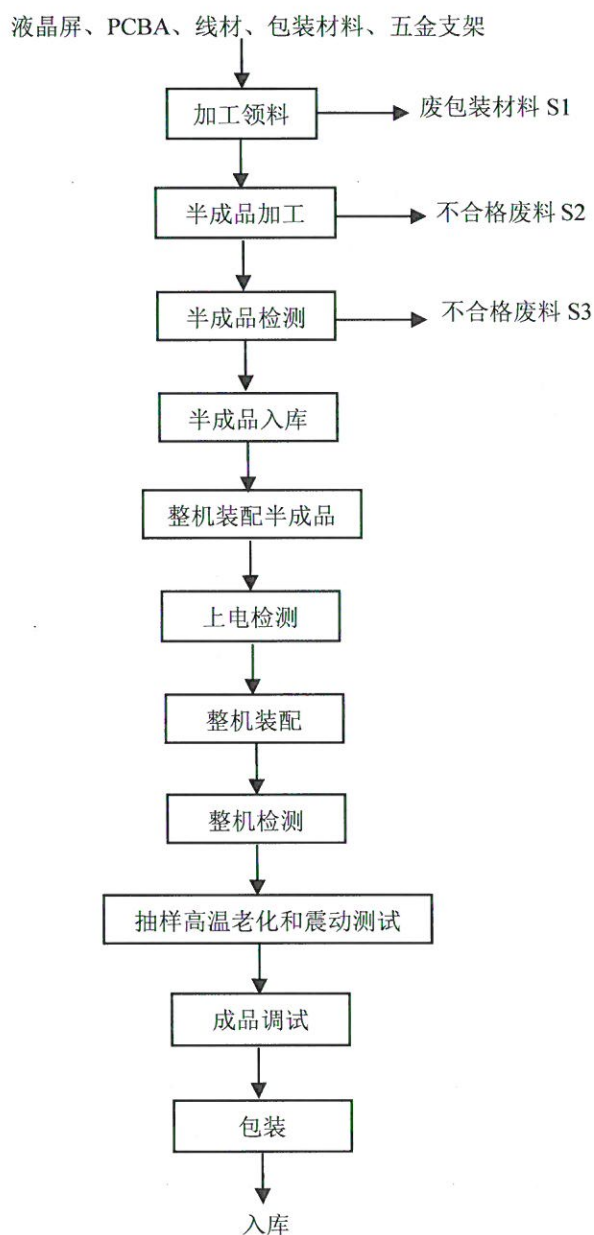 液晶屏、PCBA、线材、包装材料、五金支架
加工领料
废包装材料 S1
半成品加工
不合格废料 S2
半成品检测
不合格废料 S3
半成品入库
整机装配半成品
上电检测
整机装配
整机检测
抽样高温老化和震动测试
成品调试
包装
入库